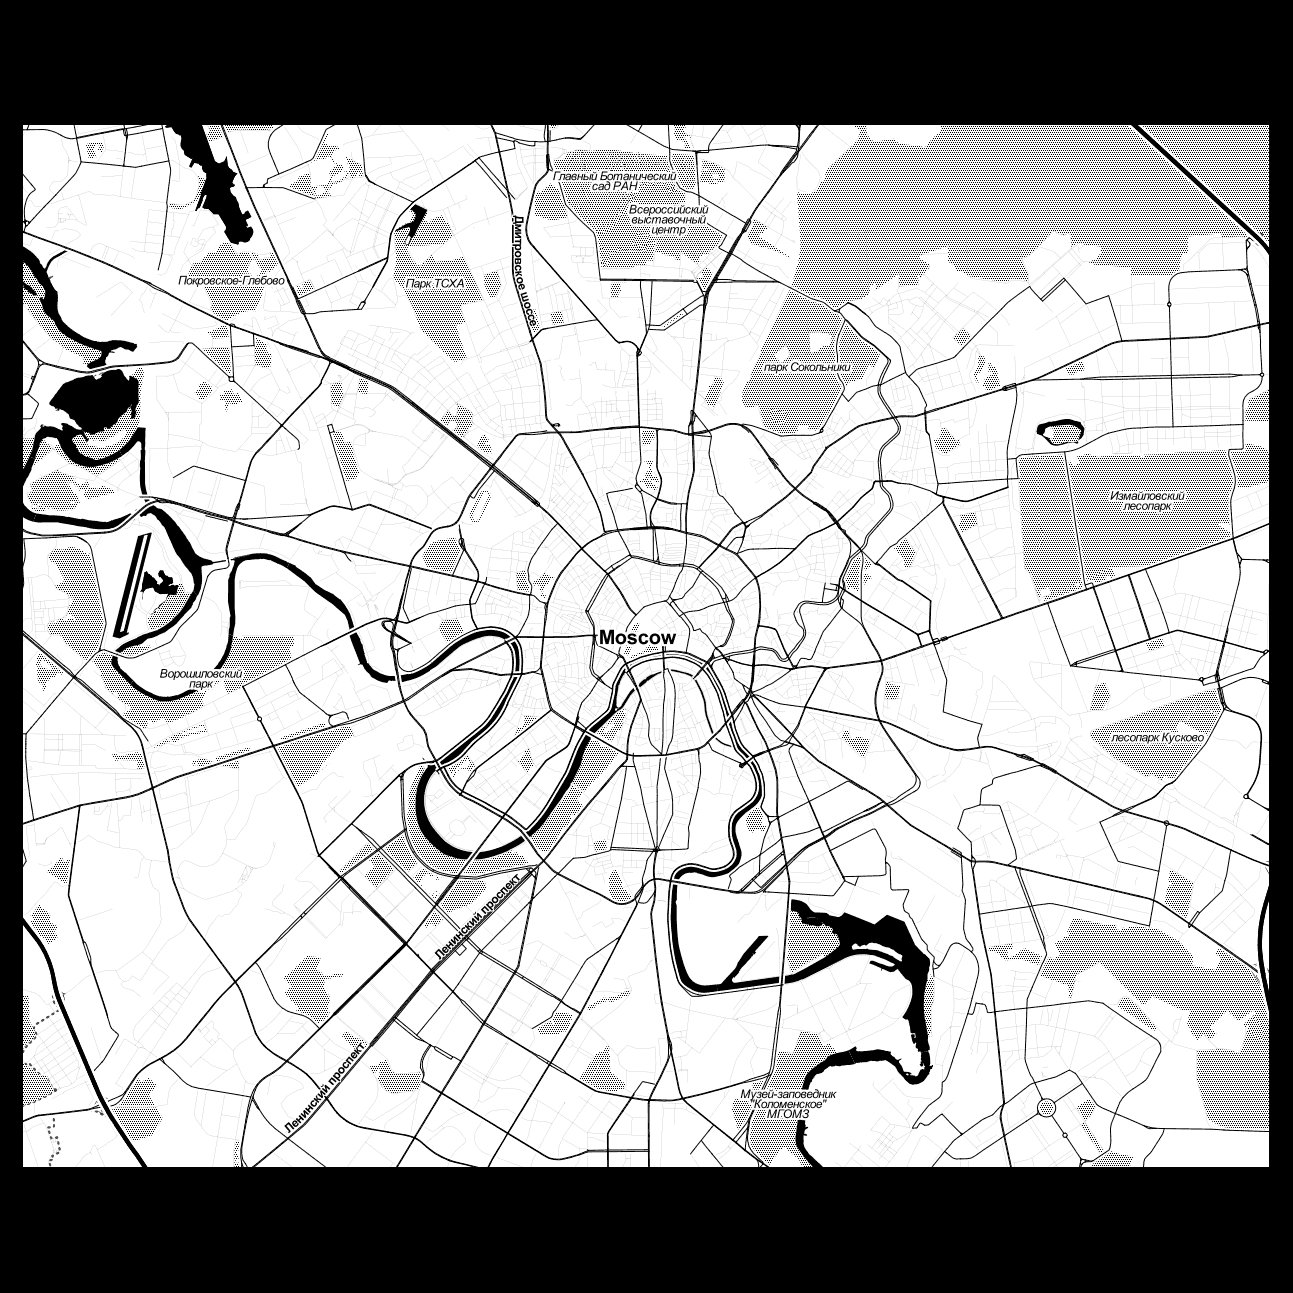 Главный Ботанический
сад РАН
Всероссийский
выставочный
центр
Дмитровское шоссе
Покровское-Глебово
Парк ТСХА
парк Сокольники
Измайловский
лесопарк
Moscow
Ворошиловский
парк
лесопарк Кусково
Ленинский проспект
Ленинский проспект
Музей-заповедник
"Коломенское"
МГОМЗ